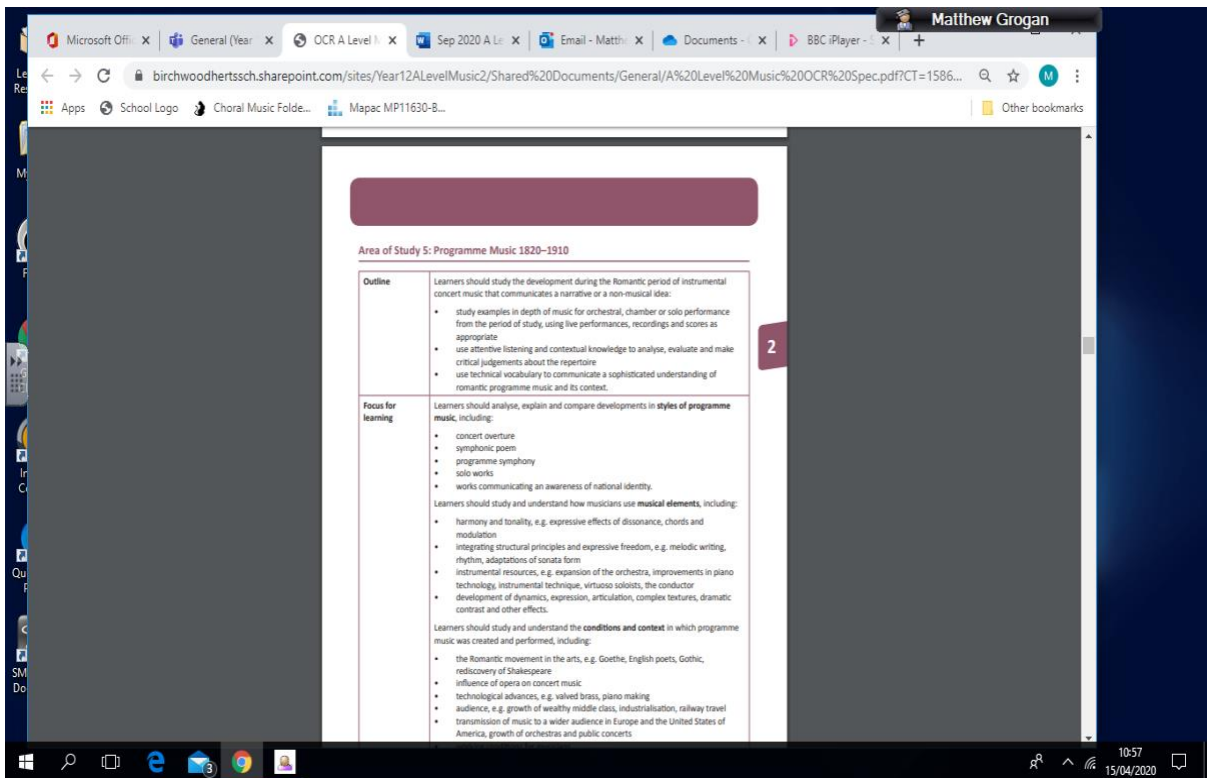 Matthew Grogan
Microsoft Offi
General (Year
OCR A Level
Sep 2020 A Le
Email - Matth
Documents -
BBC iPlayer -
birchwoodhertssch.sharepoint.com/sites/Year12ALevelMusic2/Shared%20Documents/General/A%20Level%20Music%20OCR%20Spec.pdf?CT=1586...
M
Apps
School Logo
Choral Music Folde...
Mapac MP11630-B...
Other bookmarks
Area of Study 5: Programme Music 1820–1910
Outline
Learners should study the development during the Romantic period of instrumental
concert music that communicates a narrative or a non-musical idea:
• study examples in depth of music for orchestral, chamber or solo performance
from the period of study, using live performances, recordings and scores as
appropriate
• use attentive listening and contextual knowledge to analyse, evaluate and make
critical judgements about the repertoire
• use technical vocabulary to communicate a sophisticated understanding of
romantic programme music and its context.
2
Focus for
learning
Learners should analyse, explain and compare developments in styles of programme
music, including:
• concert overture
• symphonic poem
• programme symphony
• solo works
• works communicating an awareness of national identity.
Learners should study and understand how musicians use musical elements, including:
• harmony and tonality, e.g. expressive effects of dissonance, chords and
modulation
• integrating structural principles and expressive freedom, e.g. melodic writing,
rhythm, adaptations of sonata form
• instrumental resources, e.g. expansion of the orchestra, improvements in piano
technology, instrumental technique, virtuoso soloists, the conductor
• development of dynamics, expression, articulation, complex textures, dramatic
contrast and other effects.
Learners should study and understand the conditions and context in which programme
music was created and performed, including:
• the Romantic movement in the arts, e.g. Goethe, English poets, Gothic,
rediscovery of Shakespeare
• influence of opera on concert music
• technological advances, e.g. valved brass, piano making
• audience, e.g. growth of wealthy middle class, industrialisation, railway travel
• transmission of music to a wider audience in Europe and the United States of
America, growth of orchestras and public concerts
3
10:57
15/04/2020